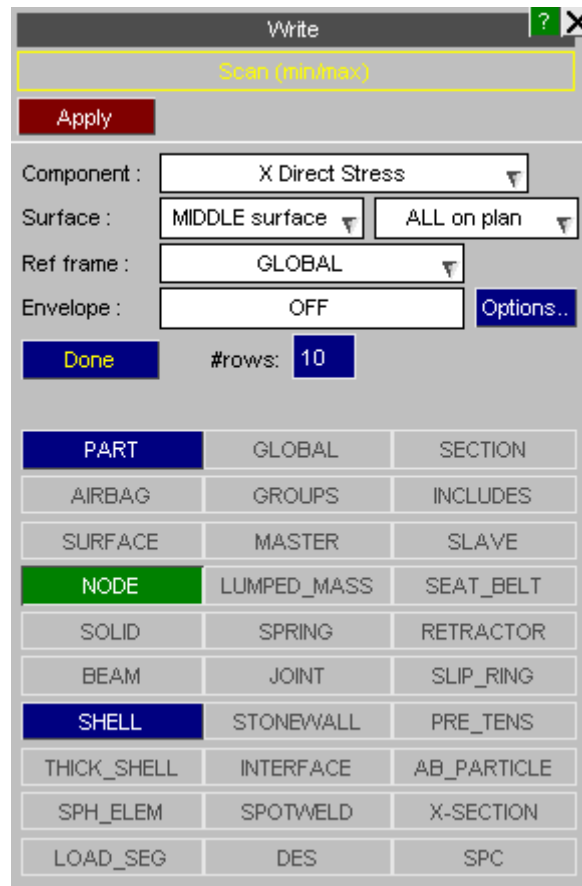 Write ? X
Scan (min/max)
Apply
Component : X Direct Stress
Surface : MIDDLE surface ALL on plan
Ref frame : GLOBAL
Envelope : OFF Options..
Done #rows: 10
PART GLOBAL SECTION
AIRBAG GROUPS INCLUDES
SURFACE MASTER SLAVE
NODE LUMPED_MASS SEAT_BELT
SOLID SPRING RETRACTOR
BEAM JOINT SLIP_RING
SHELL STONEWALL PRE_TENS
THICK_SHELL INTERFACE AB_PARTICLE
SPH_ELEM SPOTWELD X-SECTION
LOAD_SEG DES SPC